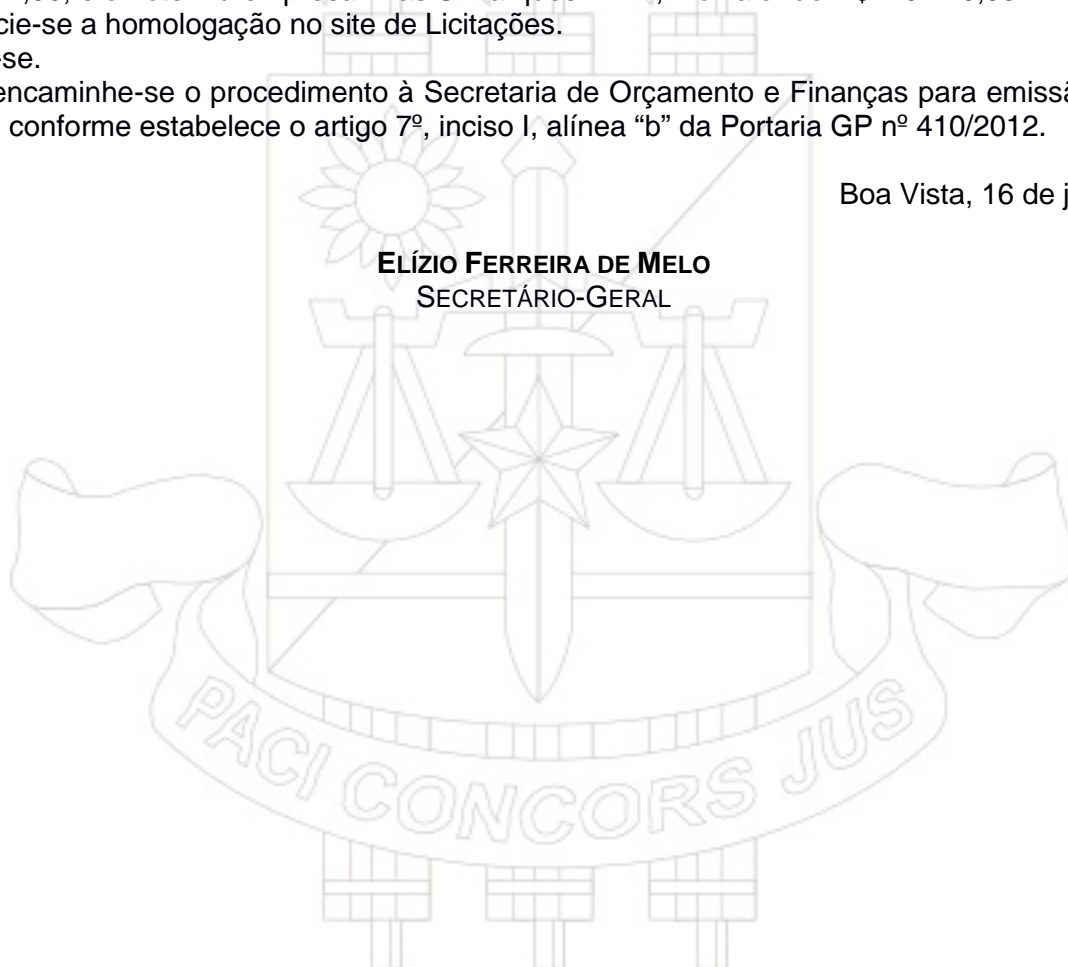 cie-se a homologação no site de Licitações.
-se.
encaminhe-se o procedimento à Secretaria de Orçamento e Finanças para emissã
conforme estabelece o artigo 7º, inciso I, alínea “b” da Portaria GP nº 410/2012.
Boa Vista, 16 de j
ELÍZIO FERREIRA DE MELO
SECRETÁRIO-GERAL
PACI CONCORS JUS